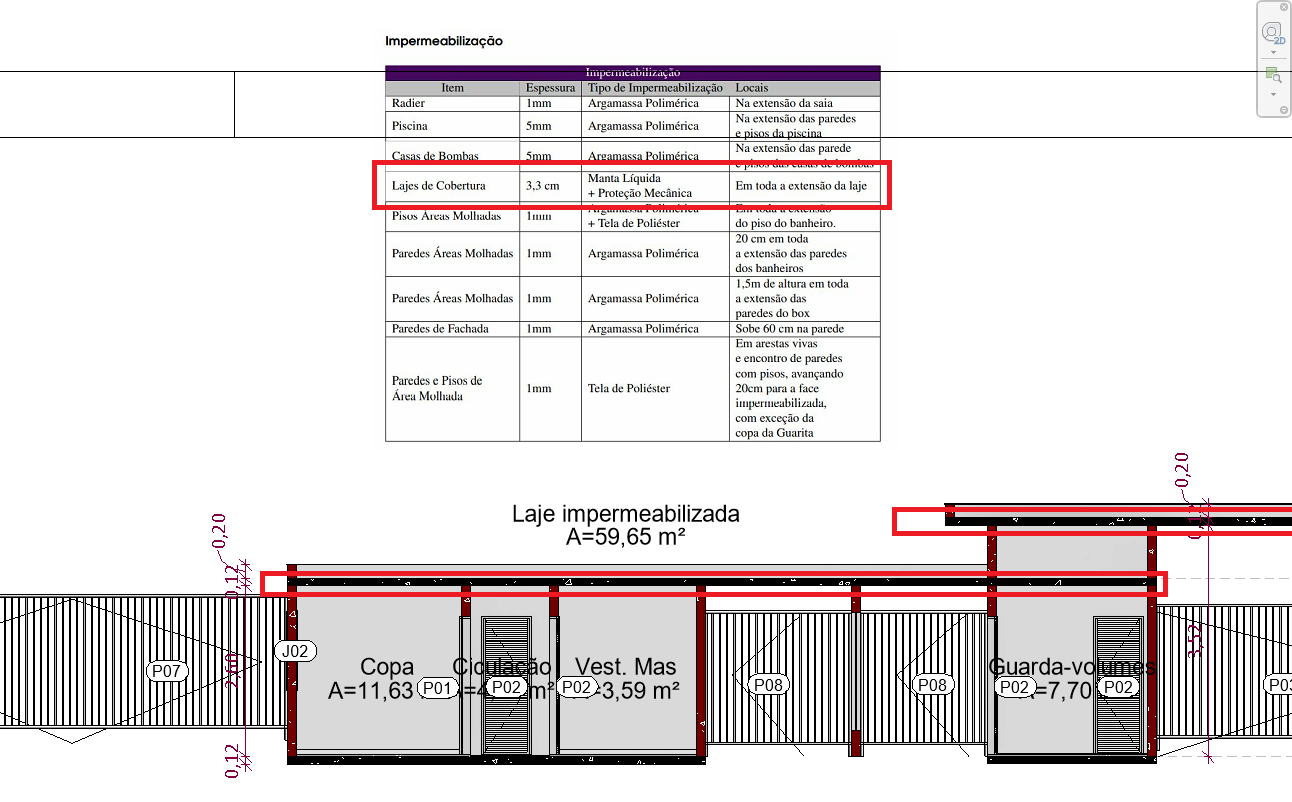 2D
Impermeabilização
Impermeabilização
Item Espessura Tipo de Impermeabilização Locais
Radier 1mm Argamassa Polimérica Na extensão da saia
Piscina 5mm Argamassa Polimérica Na extensão das paredes
e pisos da piscina
Casas de Bombas 5mm Argamassa Polimérica Na extensão das parede
e pisos das casas de bombas
Lajes de Cobertura 3,3 cm Manta Líquida
+ Proteção Mecânica Em toda a extensão da laje
Pisos Áreas Molhadas 1mm Argamassa Polimérica
+ Tela de Poliéster Em toda a extensão
do piso do banheiro.
Paredes Áreas Molhadas 1mm Argamassa Polimérica 20 cm em toda
a extensão das paredes
dos banheiros
Paredes Áreas Molhadas 1mm Argamassa Polimérica 1,5m de altura em toda
a extensão das
paredes do box
Paredes de Fachada 1mm Argamassa Polimérica Sobe 60 cm na parede
Paredes e Pisos de
Área Molhada 1mm Tela de Poliéster Em arestas vivas
e encontro de paredes
com pisos, avançando
20cm para a face
impermeabilizada,
com exceção da
copa da Guarita
0,20
Laje impermeabilizada
A=59,65 m²
0,20
0,12
2,60
0,12
3,52
J02
P07
Copa
A=11,63
P01
Circulação
m²
P02
Vest. Mas
=3,59 m²
P02
P08
P08
Guarda-volumes
=7,70
P02
P02
P03